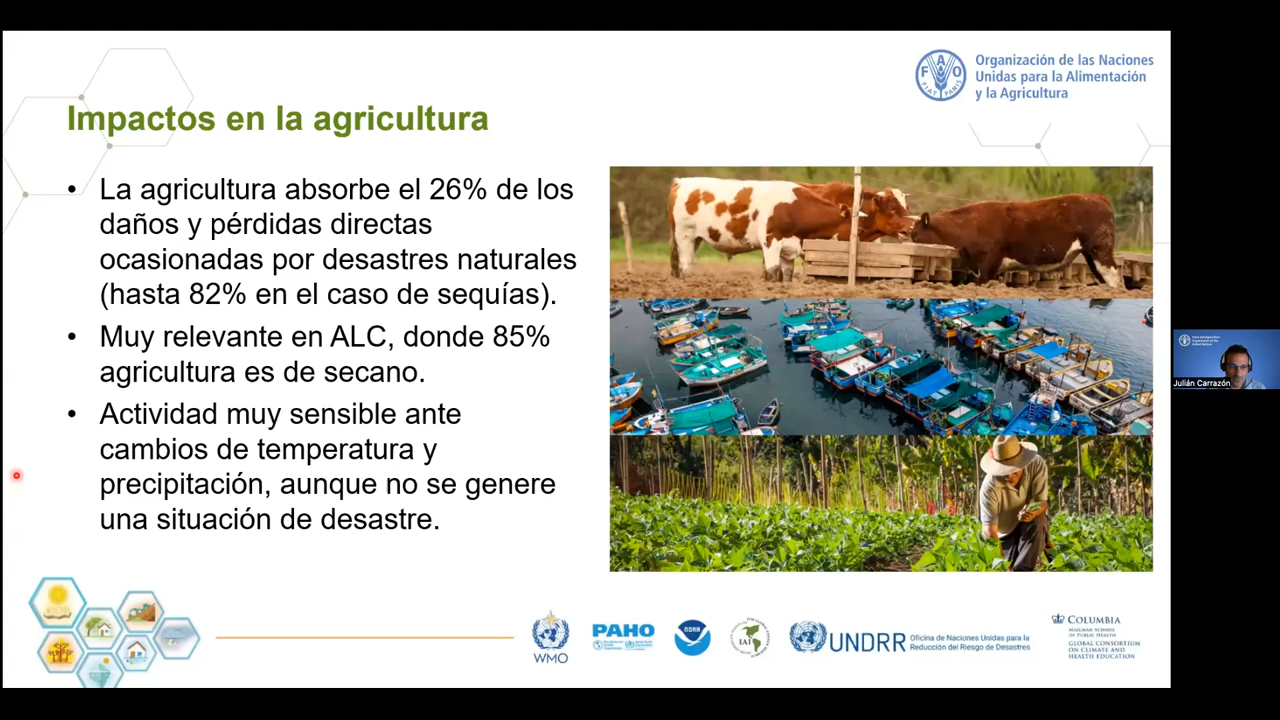 Organización de las Naciones
Unidas para la Alimentación
y la Agricultura
F A O
FIAT PANIS
Impactos en la agricultura
• La agricultura absorbe el 26% de los
daños y pérdidas directas
ocasionadas por desastres naturales
(hasta 82% en el caso de sequías).
• Muy relevante en ALC, donde 85%
agricultura es de secano.
• Actividad muy sensible ante
cambios de temperatura y
precipitación, aunque no se genere
una situación de desastre.
Julián Carrazón
WMO
PAHO
NOAA
IAI
UNDRR
Oficina de Naciones Unidas para la
Reducción del Riesgo de Desastres
COLUMBIA
MAILMAN SCHOOL
OF PUBLIC HEALTH
GLOBAL CONSORTIUM
ON CLIMATE AND
HEALTH EDUCATION